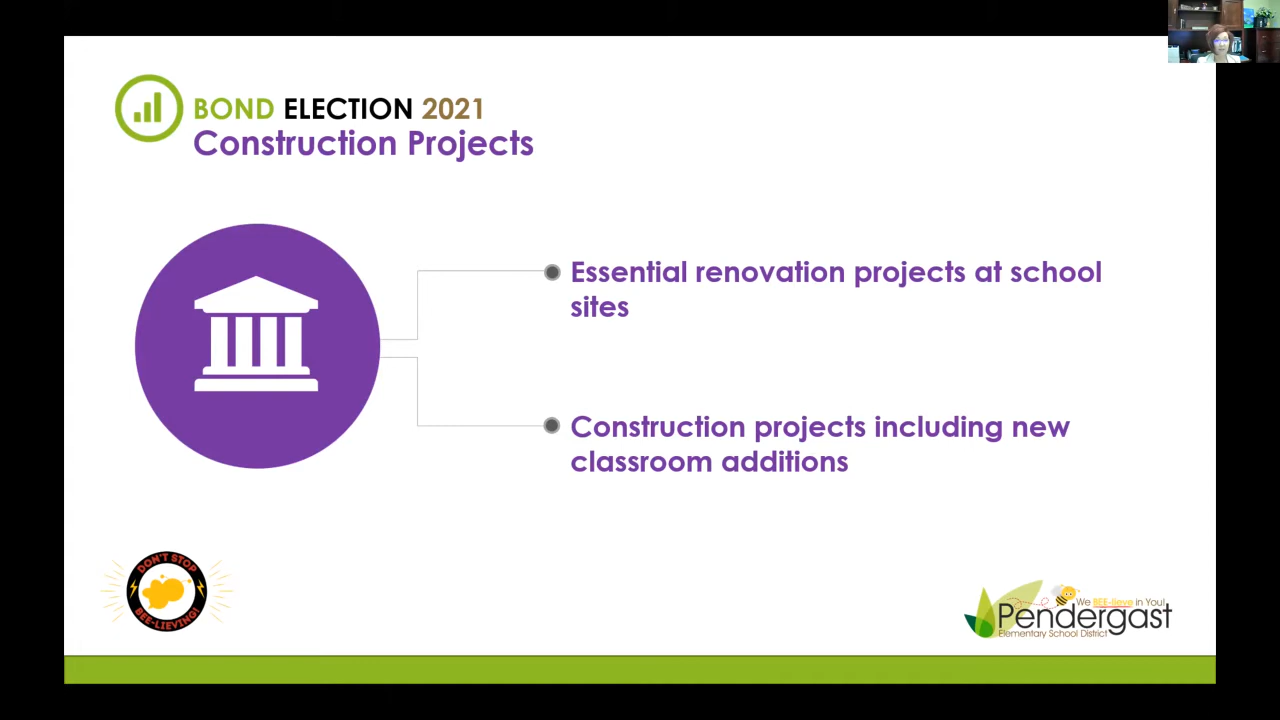 BOND ELECTION 2021
Construction Projects
Essential renovation projects at school
sites
Construction projects including new
classroom additions
DON'T STOP
BEE-LIEVING!
We BEE-lieve in You!
Pendergast
Elementary School District